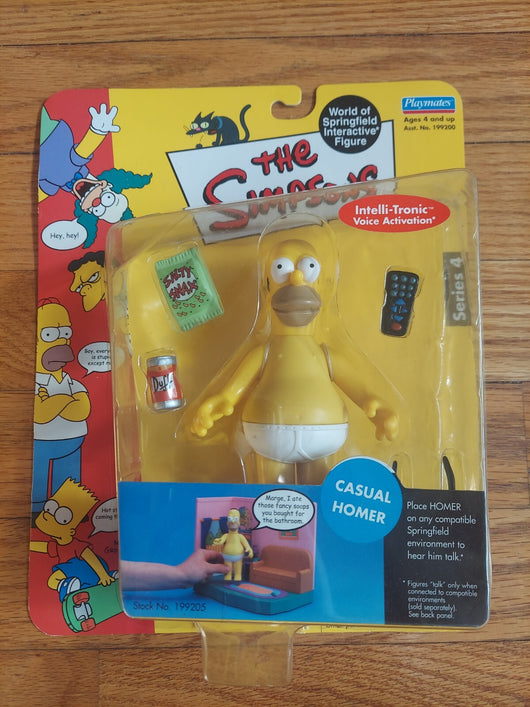 World of
Springfield
Interactive*
Figure
Playmates
Ages 4 and up
Asst. No. 199200
THE
SIMPSONS
Intelli-Tronic™
Voice Activation*
Series 4
Hey, hey!
SALTY
SNAX
Duff
CASUAL
HOMER
Marge, I ate
those fancy soaps
you bought for
the bathroom.
Place HOMER
on any compatible
Springfield
environment to
hear him talk.*
*Figures "talk" only when
connected to compatible
environments
(sold separately).
See back panel.
Stock No. 199205